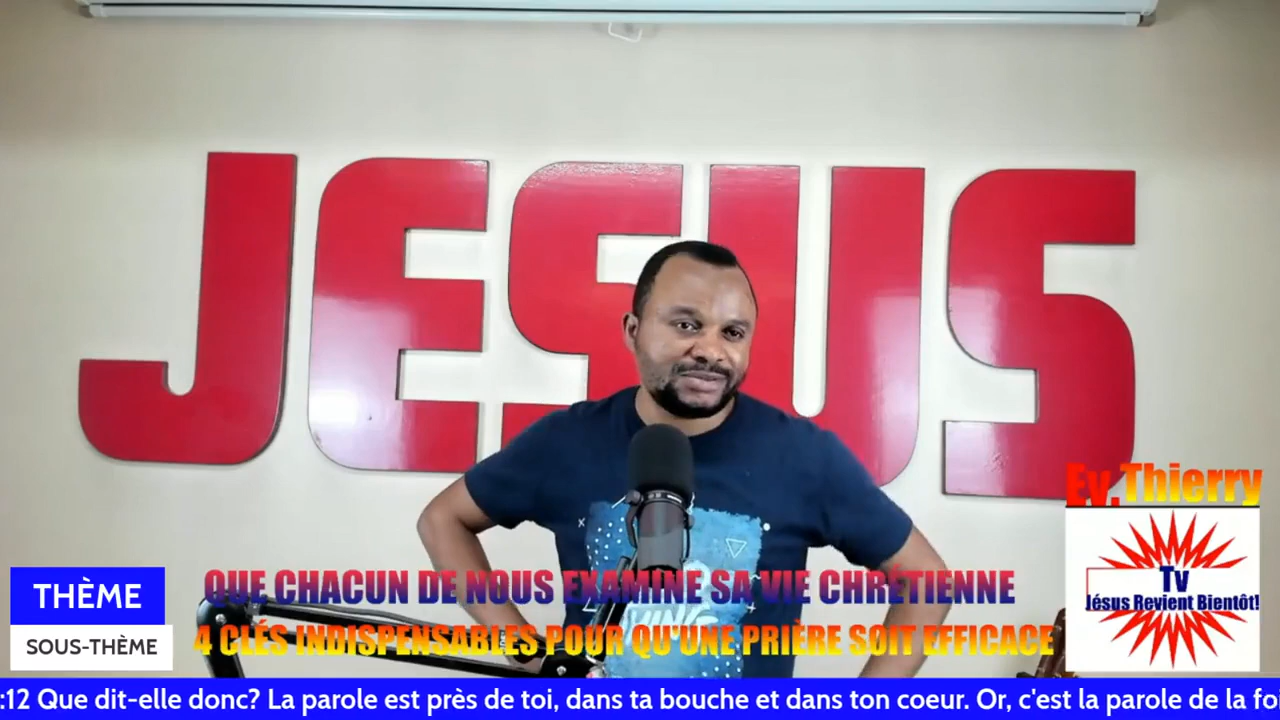 JESUS
Ev. Thierry
Tv
Jésus Revient Bientôt!
THÈME
QUE CHACUN DE NOUS EXAMINE SA VIE CHRÉTIENNE
SOUS-THÈME
4 CLÉS INDISPENSABLES POUR QU'UNE PRIÈRE SOIT EFFICACE
:12 Que dit-elle donc? La parole est près de toi, dans ta bouche et dans ton coeur. Or, c'est la parole de la fo